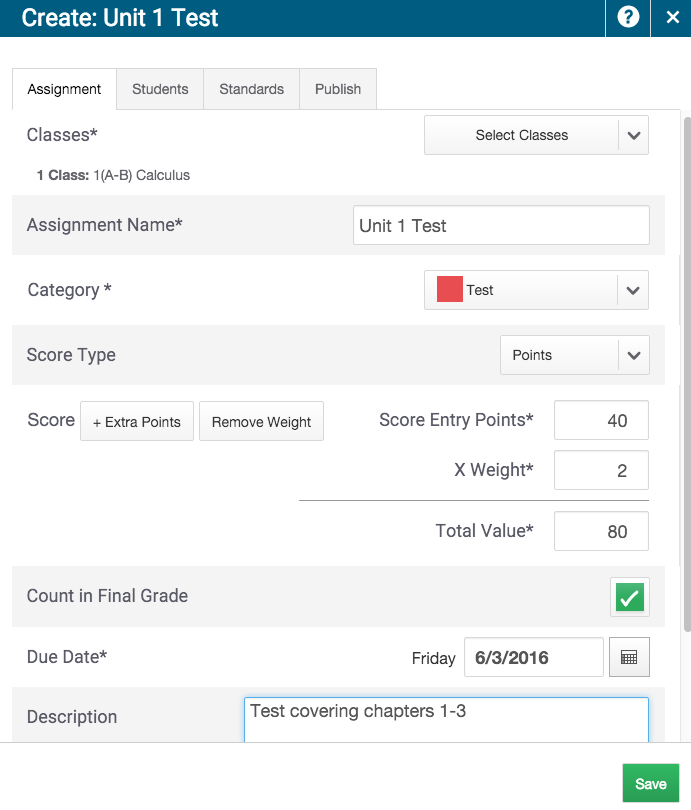 Create: Unit 1 Test ? ×
Assignment Students Standards Publish
Classes* Select Classes
1 Class: 1(A-B) Calculus
Assignment Name* Unit 1 Test
Category * Test
Score Type Points
Score + Extra Points Remove Weight Score Entry Points* 40
X Weight* 2
Total Value* 80
Count in Final Grade
Due Date* Friday 6/3/2016
Description Test covering chapters 1-3
Save